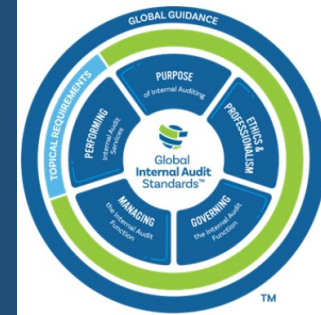 GLOBAL GUIDANCE
TOPICAL REQUIREMENTS
PURPOSE
of Internal Auditing
ETHICS &
PROFESSIONALISM
GOVERNING
the Internal Audit
Function
MANAGING
the Internal Audit
Function
PERFORMING
Internal Audit
Services
Global
Internal Audit
Standards™
TM